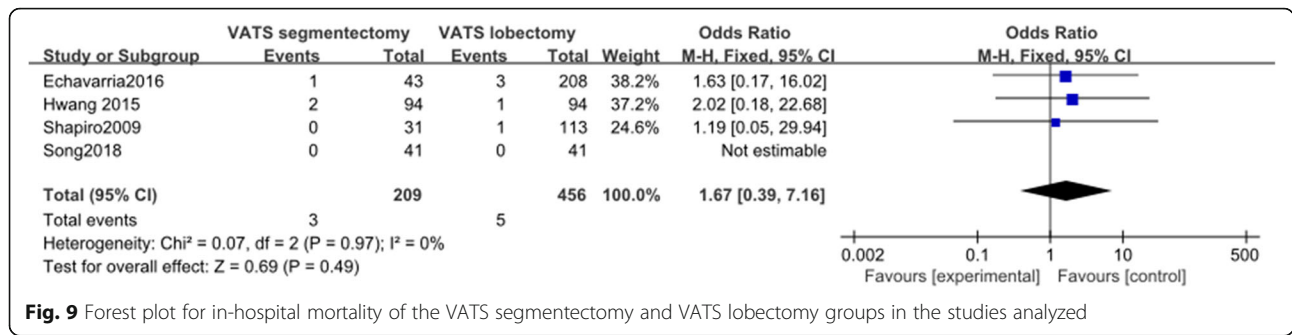 VATS segmentectomy VATS lobectomy Odds Ratio Odds Ratio
Study or Subgroup Events Total Events Total Weight M-H, Fixed, 95% CI M-H, Fixed, 95% CI
Echavarria2016 1 43 3 208 38.2% 1.63 [0.17, 16.02]
Hwang 2015 2 94 1 94 37.2% 2.02 [0.18, 22.68]
Shapiro2009 0 31 1 113 24.6% 1.19 [0.05, 29.94]
Song2018 0 41 0 41 Not estimable
Total (95% CI) 209 456 100.0% 1.67 [0.39, 7.16]
Total events 3 5
Heterogeneity: Chi² = 0.07, df = 2 (P = 0.97); I² = 0%
Test for overall effect: Z = 0.69 (P = 0.49)
0.002 0.1 1 10 500
Favours [experimental] Favours [control]
Fig. 9 Forest plot for in-hospital mortality of the VATS segmentectomy and VATS lobectomy groups in the studies analyzed